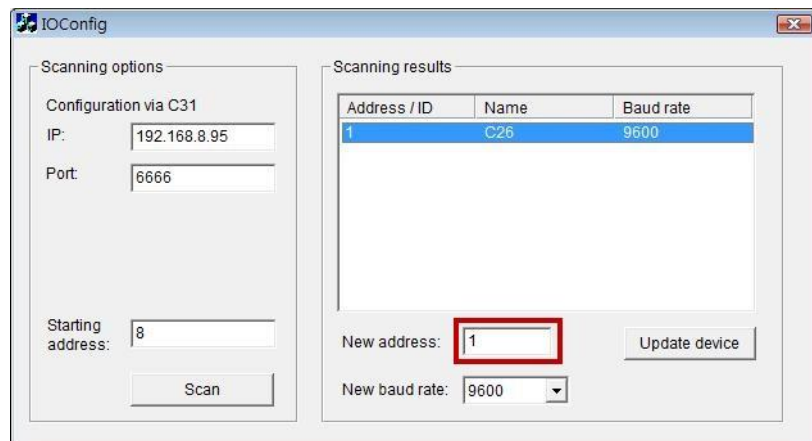 IOConfig
Scanning options
Configuration via C31
IP: 192.168.8.95
Port: 6666
Starting address: 8
Scan
Scanning results
Address / ID Name Baud rate
1 C26 9600
New address: 1
Update device
New baud rate: 9600